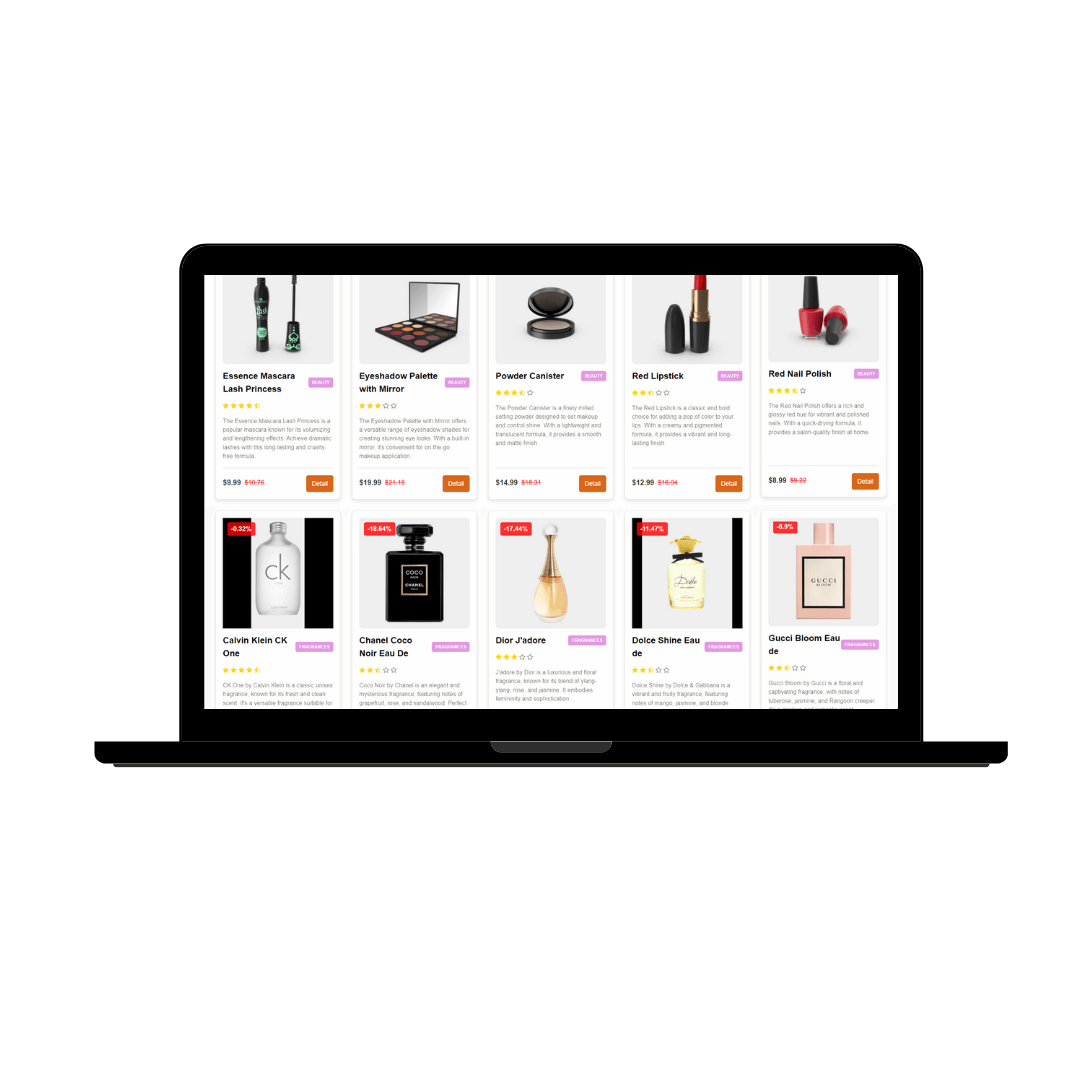 Essence Mascara
Lash Princess
BEAUTY
The Essence Mascara Lash Princess is a
popular mascara known for its volumizing
and lengthening effects. Achieve dramatic
lashes with this long-lasting and cruelty-
free formula.
$9.99 $10.76
Detail
Eyeshadow Palette
with Mirror
BEAUTY
The Eyeshadow Palette with Mirror offers
a versatile range of eyeshadow shades for
creating stunning eye looks. With a built-in
mirror, it's convenient for on-the-go
makeup application.
$19.99 $21.15
Detail
Powder Canister
BEAUTY
The Powder Canister is a finely milled
setting powder designed to set makeup
and control shine. With a lightweight and
translucent formula, it provides a smooth
and matte finish.
$14.99 $18.31
Detail
Red Lipstick
BEAUTY
The Red Lipstick is a classic and bold
choice for adding a pop of color to your
lips. With a creamy and pigmented
formula, it provides a vibrant and long-
lasting finish.
$12.99
Detail
Red Nail Polish
BEAUTY
The Red Nail Polish offers a rich and
glossy red hue for vibrant and polished
nails. With a quick-drying formula, it
provides a salon-quality finish at home.
$8.99 $9.22
Detail
-0.32%
ck
Calvin Klein CK
One
FRAGRANCES
CK One by Calvin Klein is a classic unisex
fragrance, known for its fresh and clean
scent. It's a versatile fragrance suitable for
-18.64%
COCO
CHANEL
Chanel Coco
Noir Eau De
FRAGRANCES
Coco Noir by Chanel is an elegant and
mysterious fragrance, featuring notes of
grapefruit, rose, and sandalwood. Perfect
-17.44%
Dior J'adore
FRAGRANCES
J'adore by Dior is a luxurious and floral
fragrance, known for its blend of ylang-
ylang, rose, and jasmine. It embodies
femininity and sophistication.
-11.47%
Dolce
Dolce Shine Eau
de
FRAGRANCES
Dolce Shine by Dolce & Gabbana is a
vibrant and fruity fragrance, featuring
notes of mango, jasmine, and blonde
-8.9%
GUCCI
BLOOM
Gucci Bloom Eau
de
FRAGRANCES
Gucci Bloom by Gucci is a floral and
captivating fragrance, with notes of
tuberose, jasmine, and Rangoon creeper.